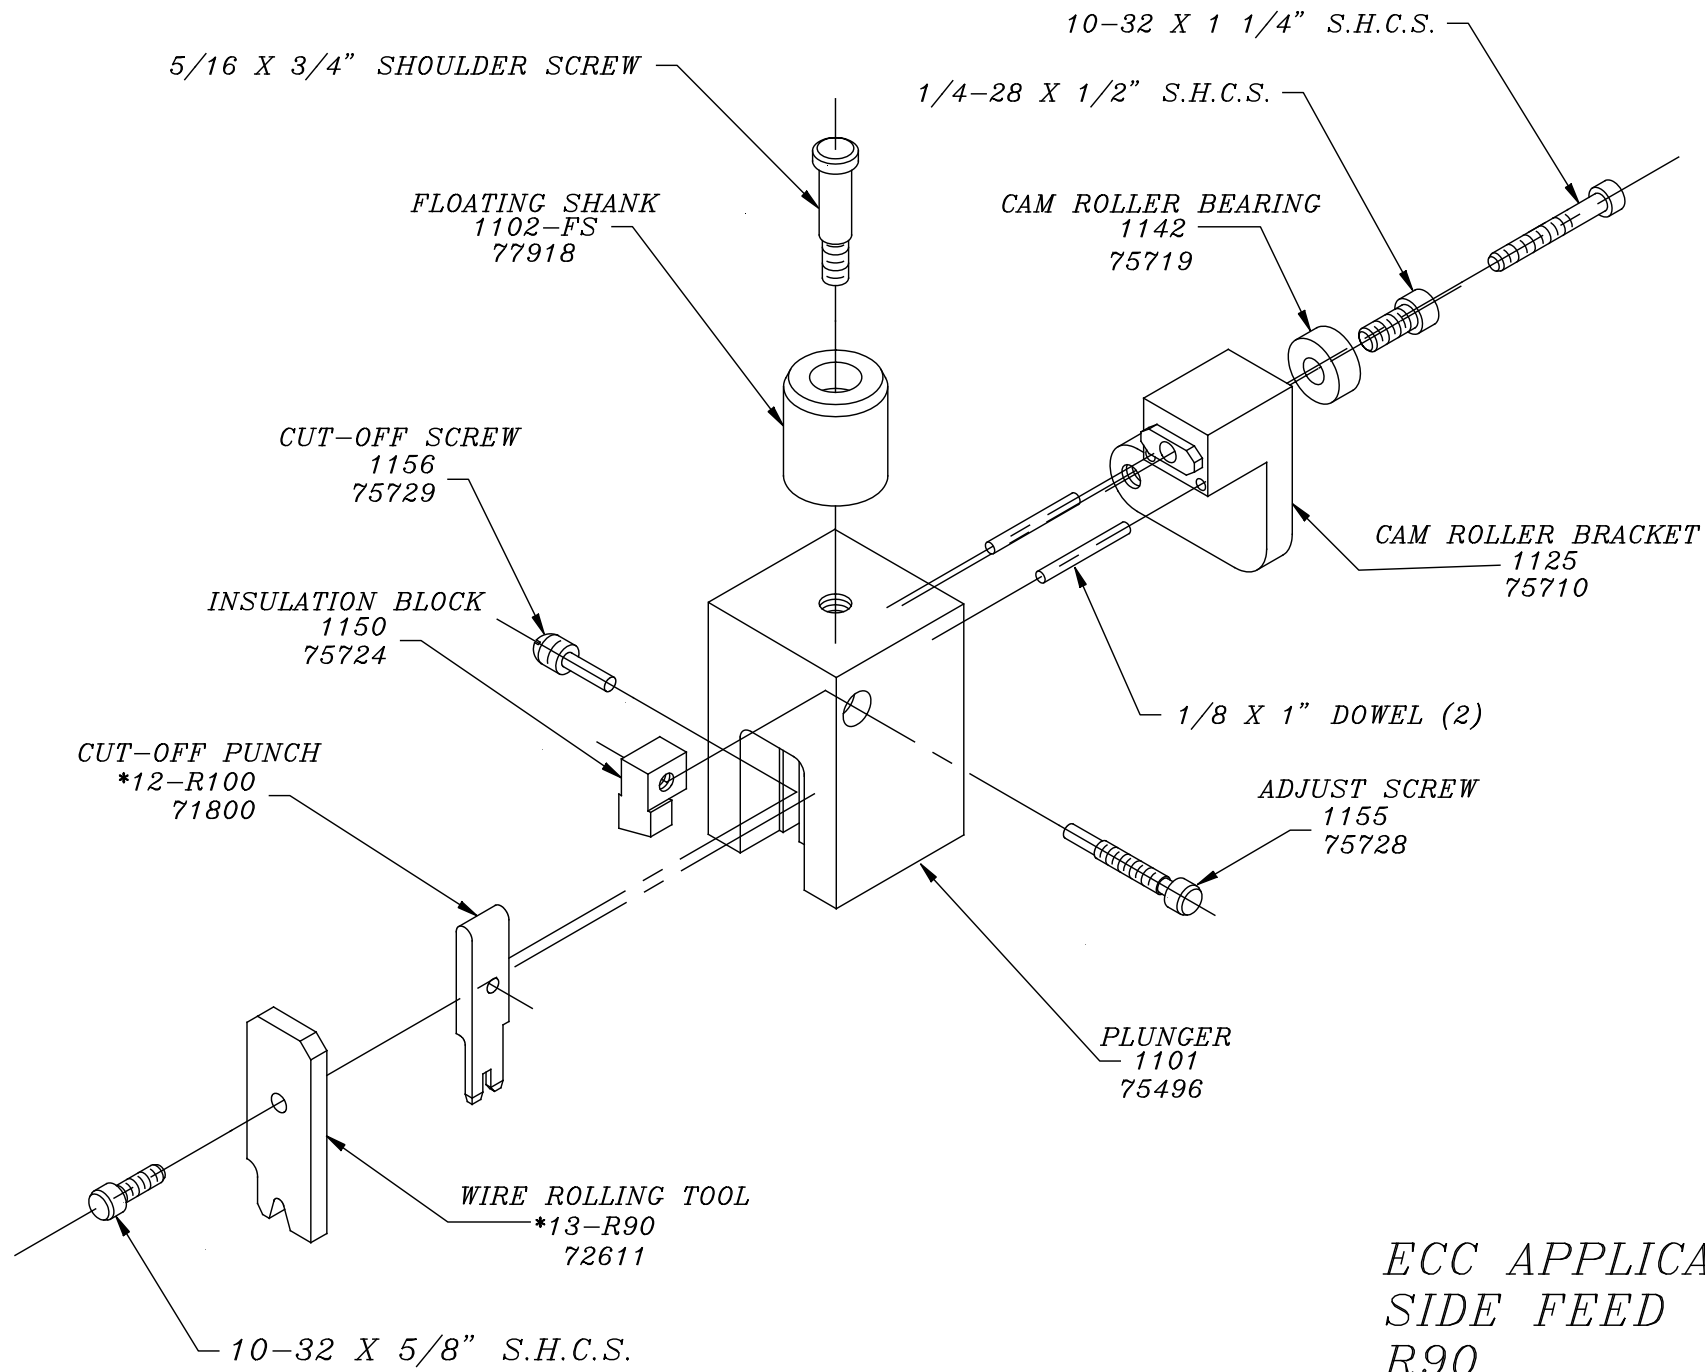 10-32 X 1 1/4" S.H.C.S.
5/16 X 3/4" SHOULDER SCREW
1/4-28 X 1/2" S.H.C.S.
FLOATING SHANK
1102-FS
77918
CAM ROLLER BEARING
1142
75719
CUT-OFF SCREW
1156
75729
CAM ROLLER BRACKET
1125
75710
INSULATION BLOCK
1150
75724
1/8 X 1" DOWEL (2)
CUT-OFF PUNCH
*12-R100
71800
ADJUST SCREW
1155
75728
PLUNGER
1101
75496
WIRE ROLLING TOOL
*13-R90
72611
10-32 X 5/8" S.H.C.S.
ECC APPLICA
SIDE FEED
R90